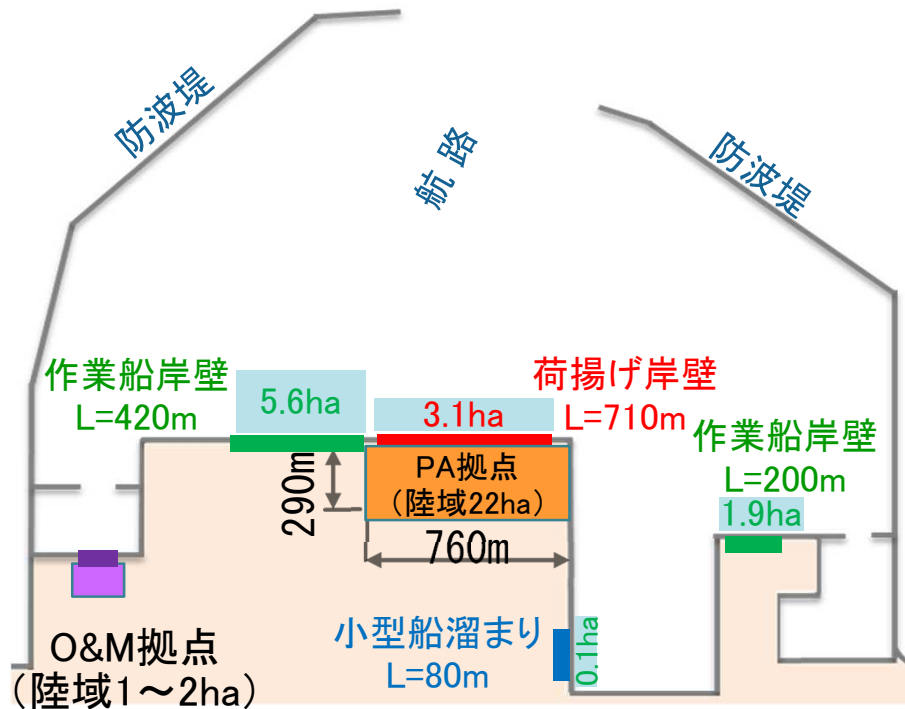 防波堤
航路
防波堤
作業船岸壁
L=420m
5.6ha
3.1ha
荷揚げ岸壁
L=710m
作業船岸壁
L=200m
1.9ha
290m
PA拠点
（陸域22ha）
760m
O&M拠点
（陸域1～2ha）
小型船溜まり
L=80m
0.1ha